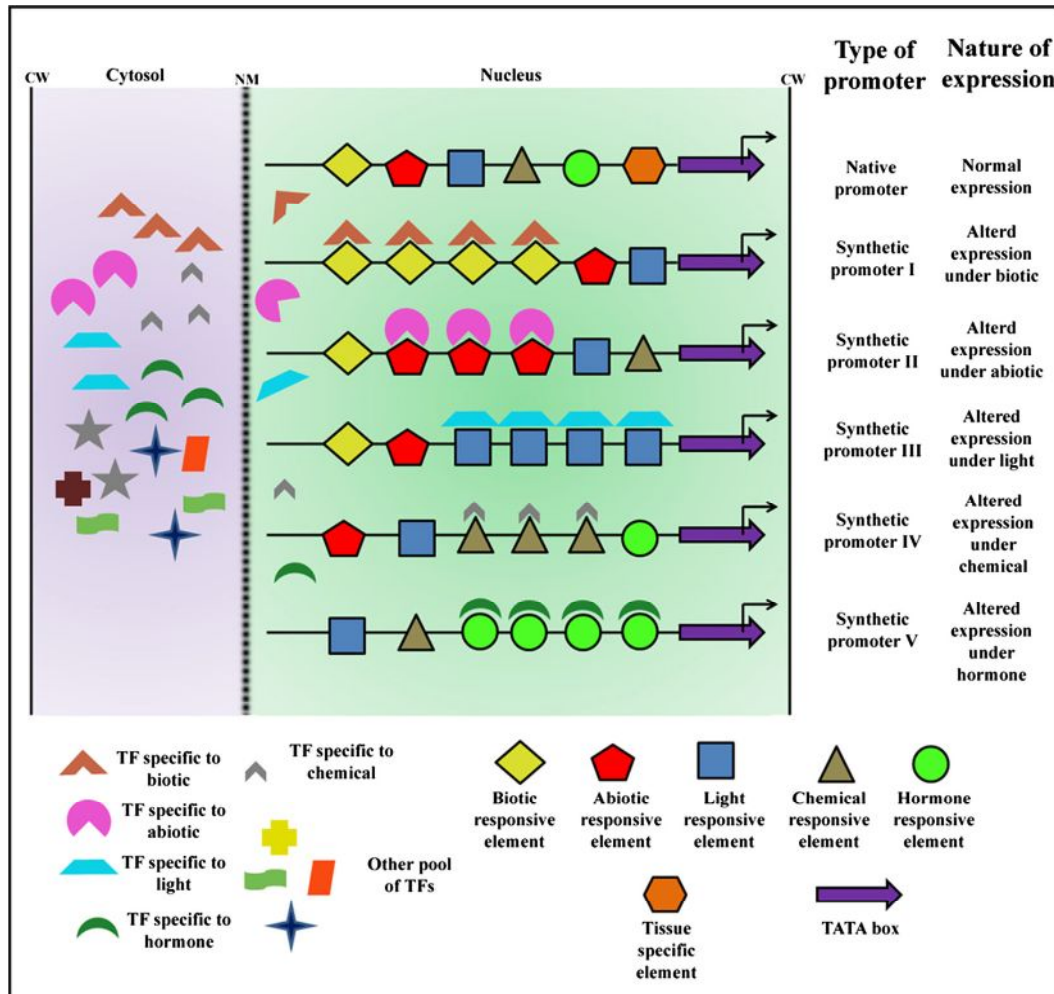 Type of
promoter
Nature of
expression
CW
Cytosol
NM
Nucleus
CW
Native
promoter
Normal
expression
Synthetic
promoter I
Alterd
expression
under biotic
Synthetic
promoter II
Alterd
expression
under abiotic
Synthetic
promoter III
Altered
expression
under light
Synthetic
promoter IV
Altered
expression
under
chemical
Synthetic
promoter V
Altered
expression
under
hormone
TF specific to
biotic
TF specific to
chemical
TF specific to
abiotic
TF specific to
light
Other pool
of TFs
TF specific to
hormone
Biotic
responsive
element
Abiotic
responsive
element
Light
responsive
element
Chemical
responsive
element
Hormone
responsive
element
Tissue
specific
element
TATA box